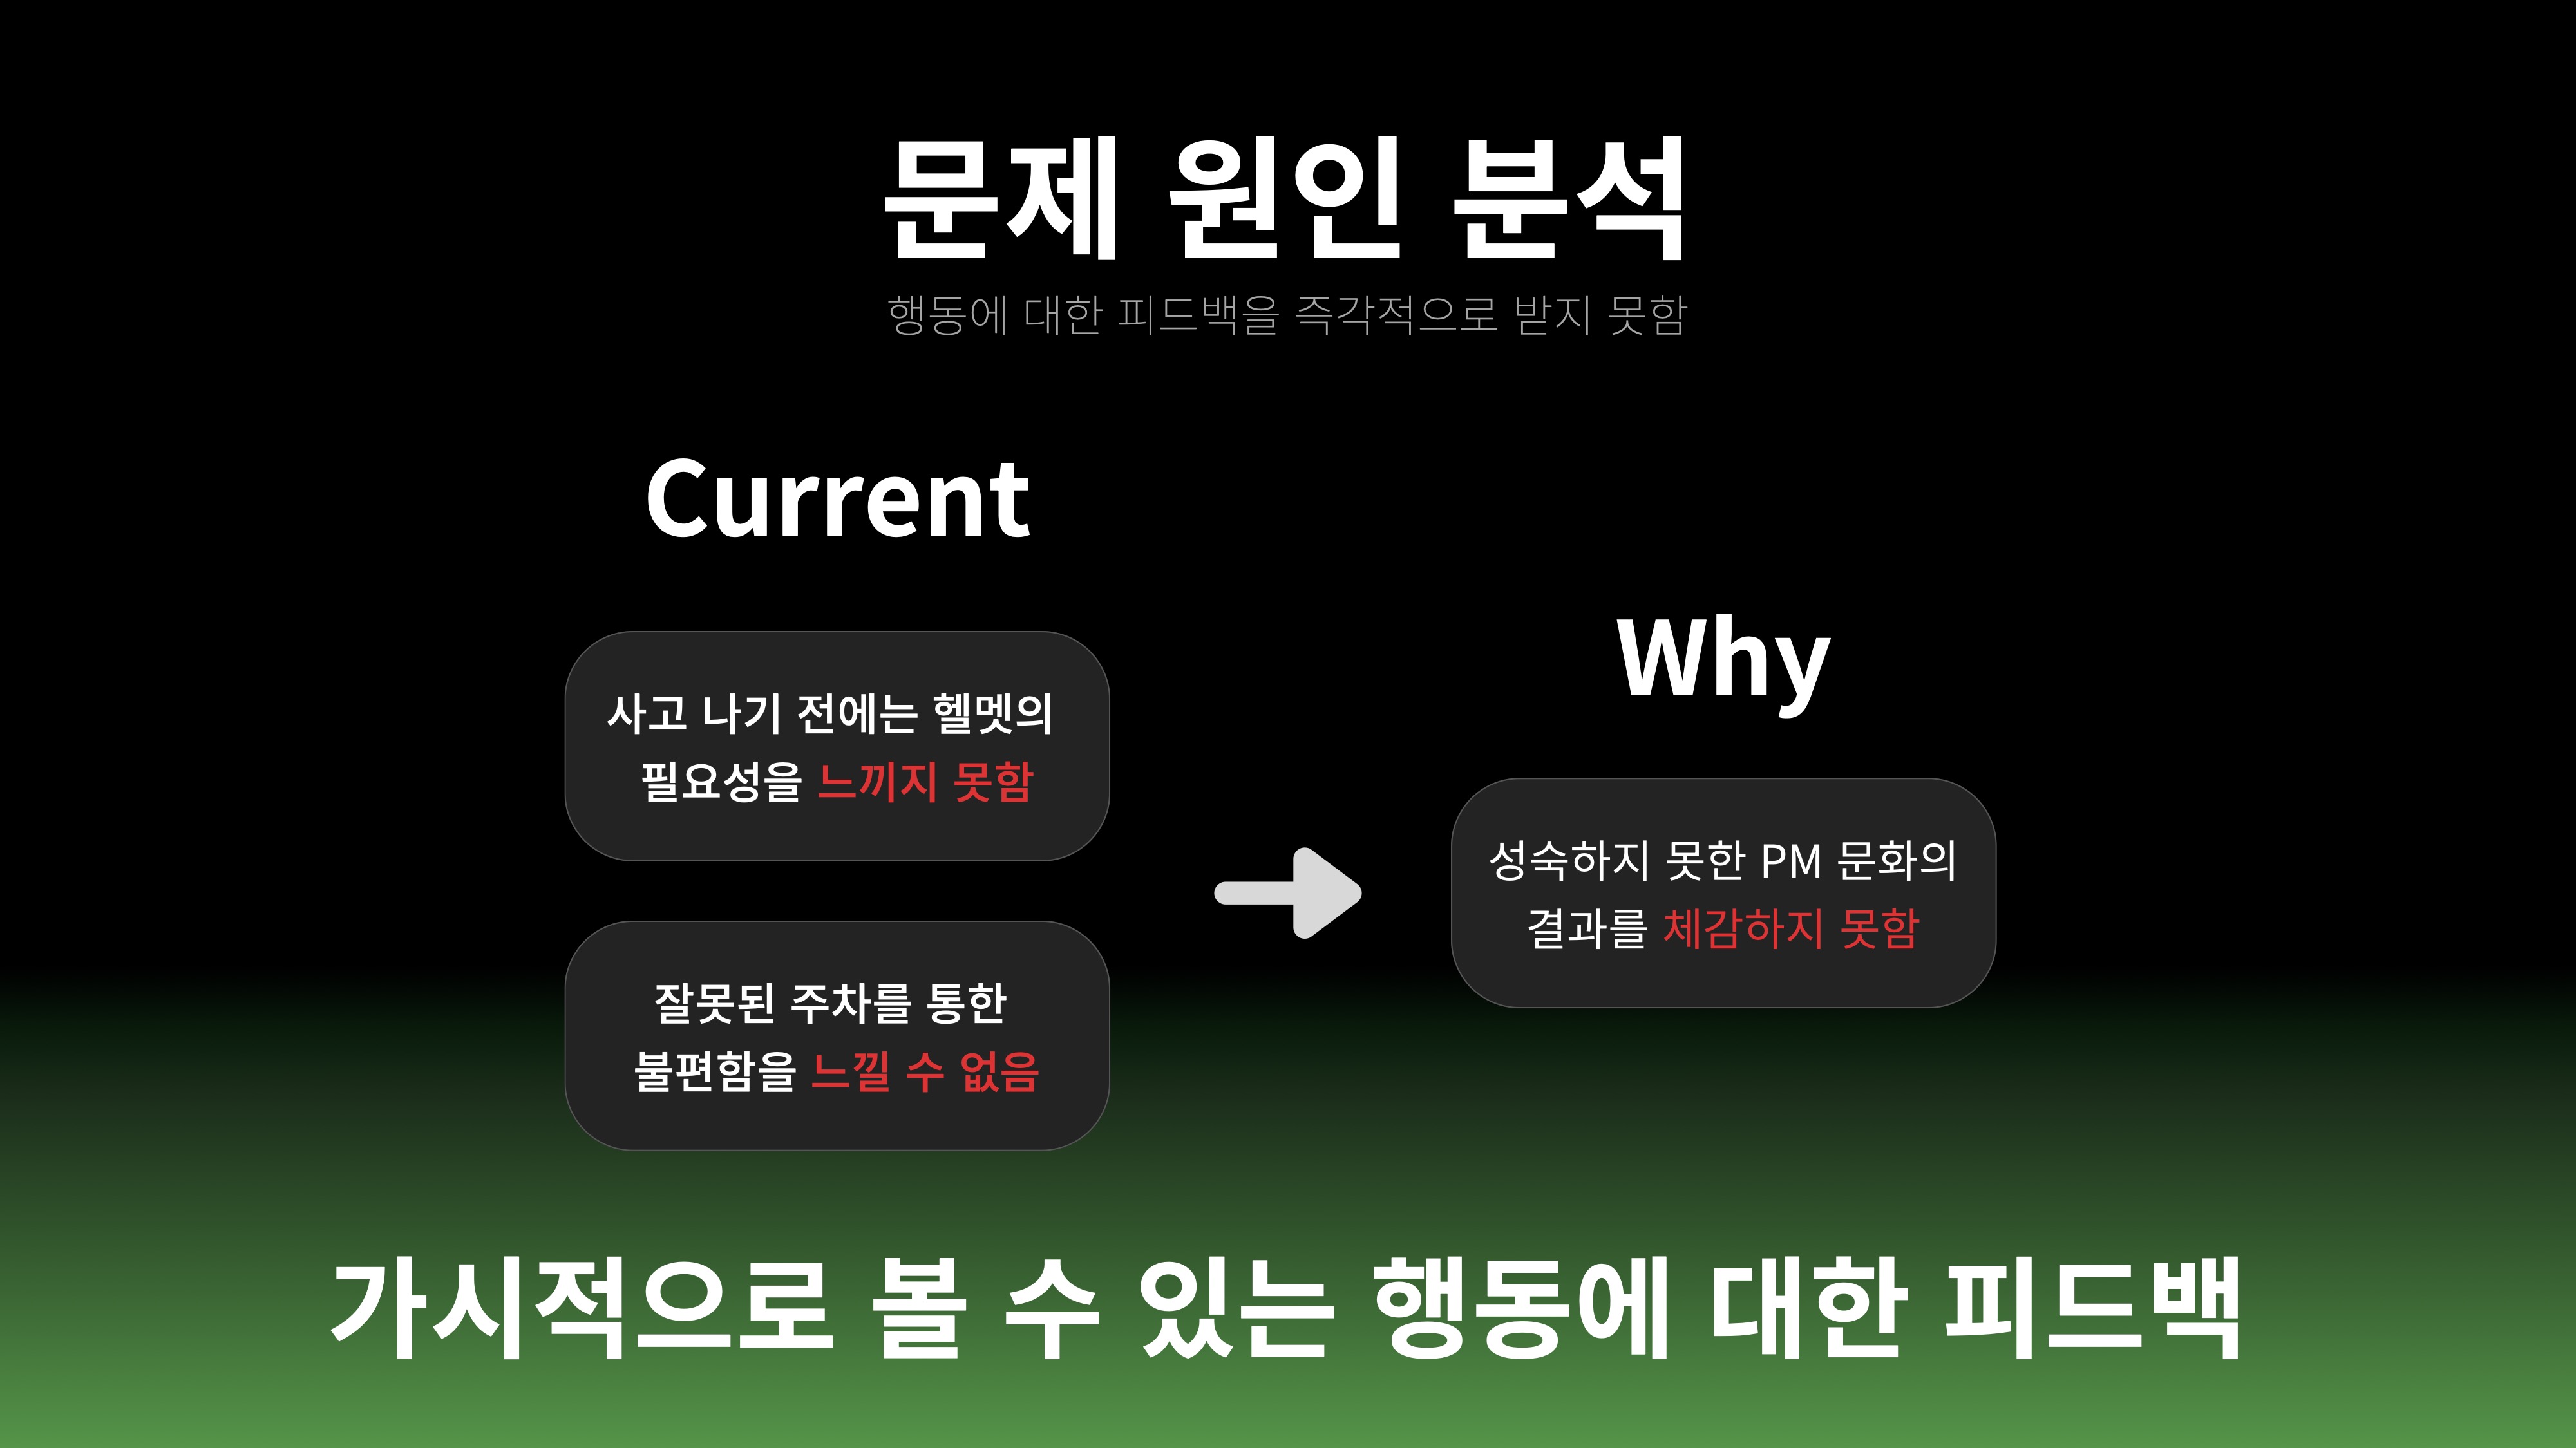 문제 원인 분석
행동에 대한 피드백을 즉각적으로 받지 못함
Current
사고 나기 전에는 헬멧의
필요성을 느끼지 못함
잘못된 주차를 통한
불편함을 느낄 수 없음
Why
성숙하지 못한 PM 문화의
결과를 체감하지 못함
가시적으로 볼 수 있는 행동에 대한 피드백